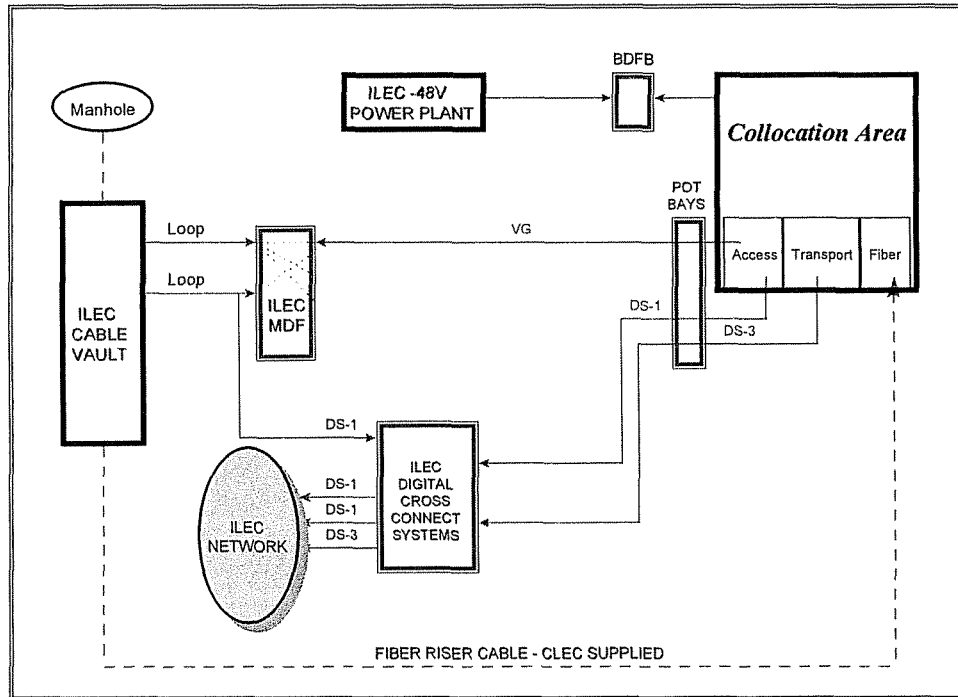 BDFB
ILEC -48V
POWER PLANT
Manhole
Collocation Area
POT
BAYS
Loop
VG
Access
Transport
Fiber
Loop
ILEC
MDF
ILEC
CABLE
VAULT
DS-1
DS-3
DS-1
ILEC
DIGITAL
CROSS
CONNECT
SYSTEMS
DS-1
DS-1
DS-3
ILEC
NETWORK
FIBER RISER CABLE - CLEC SUPPLIED